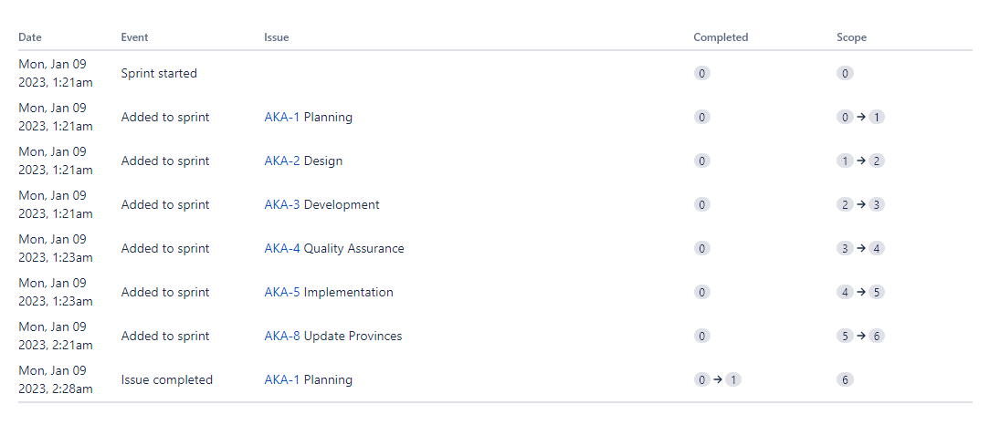 Date Event Issue Completed Scope
Mon, Jan 09
2023, 1:21am Sprint started 0 0
Mon, Jan 09
2023, 1:21am Added to sprint AKA-1 Planning 0 0 → 1
Mon, Jan 09
2023, 1:21am Added to sprint AKA-2 Design 0 1 → 2
Mon, Jan 09
2023, 1:21am Added to sprint AKA-3 Development 0 2 → 3
Mon, Jan 09
2023, 1:23am Added to sprint AKA-4 Quality Assurance 0 3 → 4
Mon, Jan 09
2023, 1:23am Added to sprint AKA-5 Implementation 0 4 → 5
Mon, Jan 09
2023, 2:21am Added to sprint AKA-8 Update Provinces 0 5 → 6
Mon, Jan 09
2023, 2:28am Issue completed AKA-1 Planning 0 → 1 6